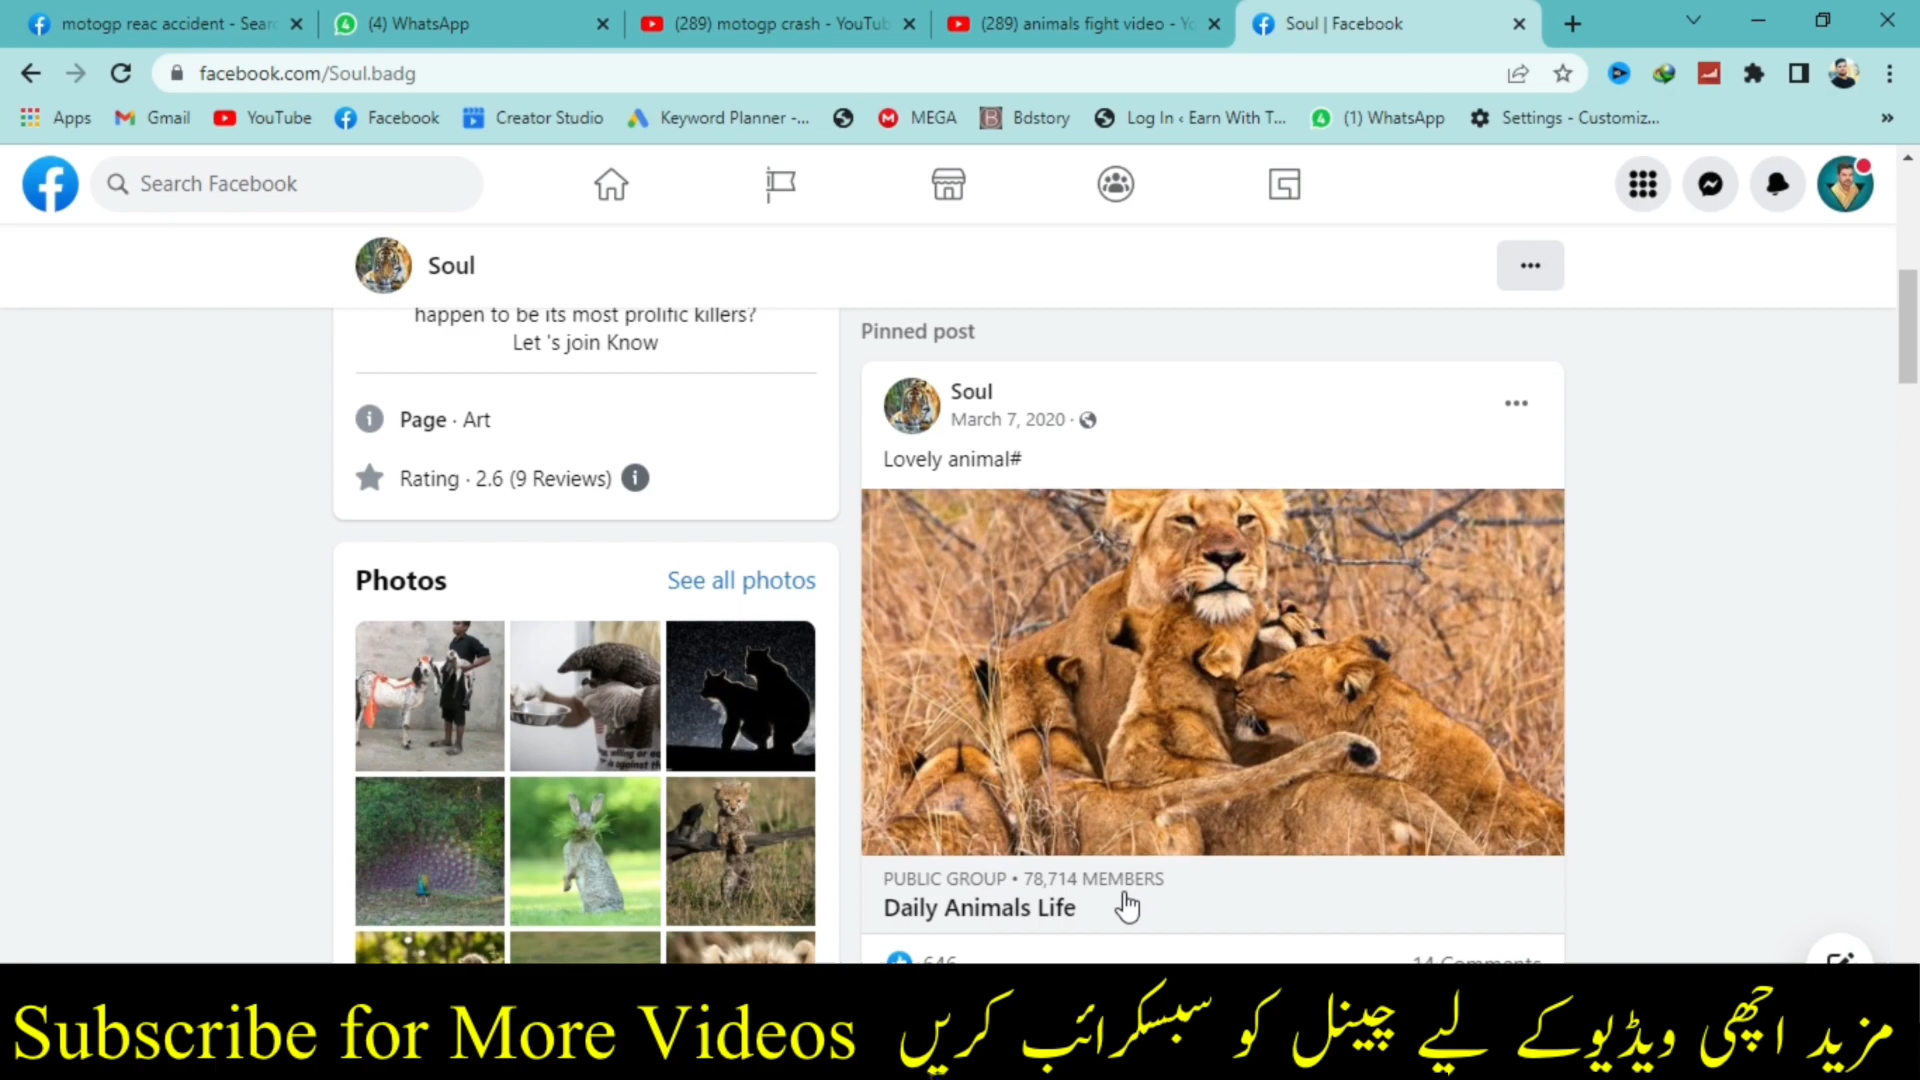 motogp reac accident - Sear
(4) WhatsApp
(289) motogp crash - YouTub
(289) animals fight video - Yo
Soul | Facebook
facebook.com/Soul.badg
Apps
Gmail
YouTube
Facebook
Creator Studio
Keyword Planner -...
MEGA
Bdstory
Log In ‹ Earn With T...
(1) WhatsApp
Settings - Customiz...
Search Facebook
Soul
happen to be its most prolific killers?
Let 's join Know
Page · Art
Rating · 2.6 (9 Reviews)
Photos
See all photos
Pinned post
Soul
March 7, 2020 ·
Lovely animal#
PUBLIC GROUP • 78,714 MEMBERS
Daily Animals Life
646
14 Comments
Subscribe for More Videos
مزید اچھی ویڈیو کے لیے چینل کو سبسکرائب کریں